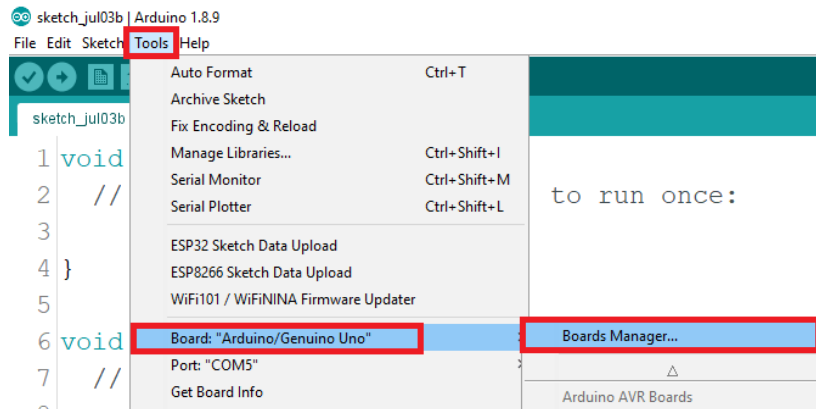 sketch_jul03b | Arduino 1.8.9
File Edit Sketch Tools Help
Auto Format Ctrl+T
Archive Sketch
sketch_jul03b
Fix Encoding & Reload
1 void
Manage Libraries... Ctrl+Shift+I
2 //
Serial Monitor Ctrl+Shift+M
to run once:
Serial Plotter Ctrl+Shift+L
3
ESP32 Sketch Data Upload
4 }
ESP8266 Sketch Data Upload
5
WiFi101 / WiFiNINA Firmware Updater
6 void
Board: "Arduino/Genuino Uno"
Boards Manager...
7 //
Port: "COM5"
Get Board Info
Arduino AVR Boards